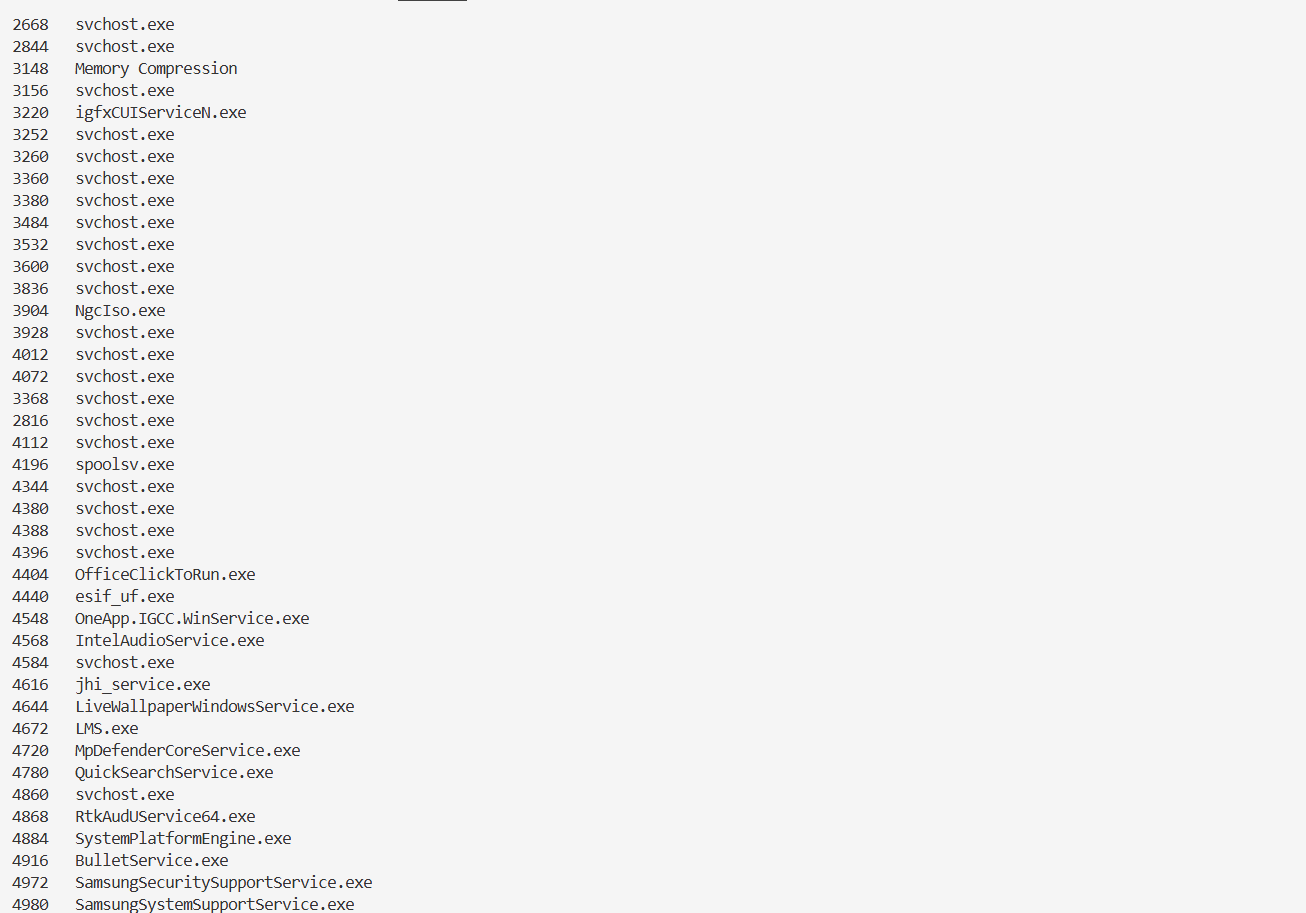 2668 svchost.exe
2844 svchost.exe
3148 Memory Compression
3156 svchost.exe
3220 igfxCUIServiceN.exe
3252 svchost.exe
3260 svchost.exe
3360 svchost.exe
3380 svchost.exe
3484 svchost.exe
3532 svchost.exe
3600 svchost.exe
3836 svchost.exe
3904 NgcIso.exe
3928 svchost.exe
4012 svchost.exe
4072 svchost.exe
3368 svchost.exe
2816 svchost.exe
4112 svchost.exe
4196 spoolsv.exe
4344 svchost.exe
4380 svchost.exe
4388 svchost.exe
4396 svchost.exe
4404 OfficeClickToRun.exe
4440 esif_uf.exe
4548 OneApp.IGCC.WinService.exe
4568 IntelAudioService.exe
4584 svchost.exe
4616 jhi_service.exe
4644 LiveWallpaperWindowsService.exe
4672 LMS.exe
4720 MpDefenderCoreService.exe
4780 QuickSearchService.exe
4860 svchost.exe
4868 RtkAudUService64.exe
4884 SystemPlatformEngine.exe
4916 BulletService.exe
4972 SamsungSecuritySupportService.exe
4980 SamsungSystemSupportService.exe